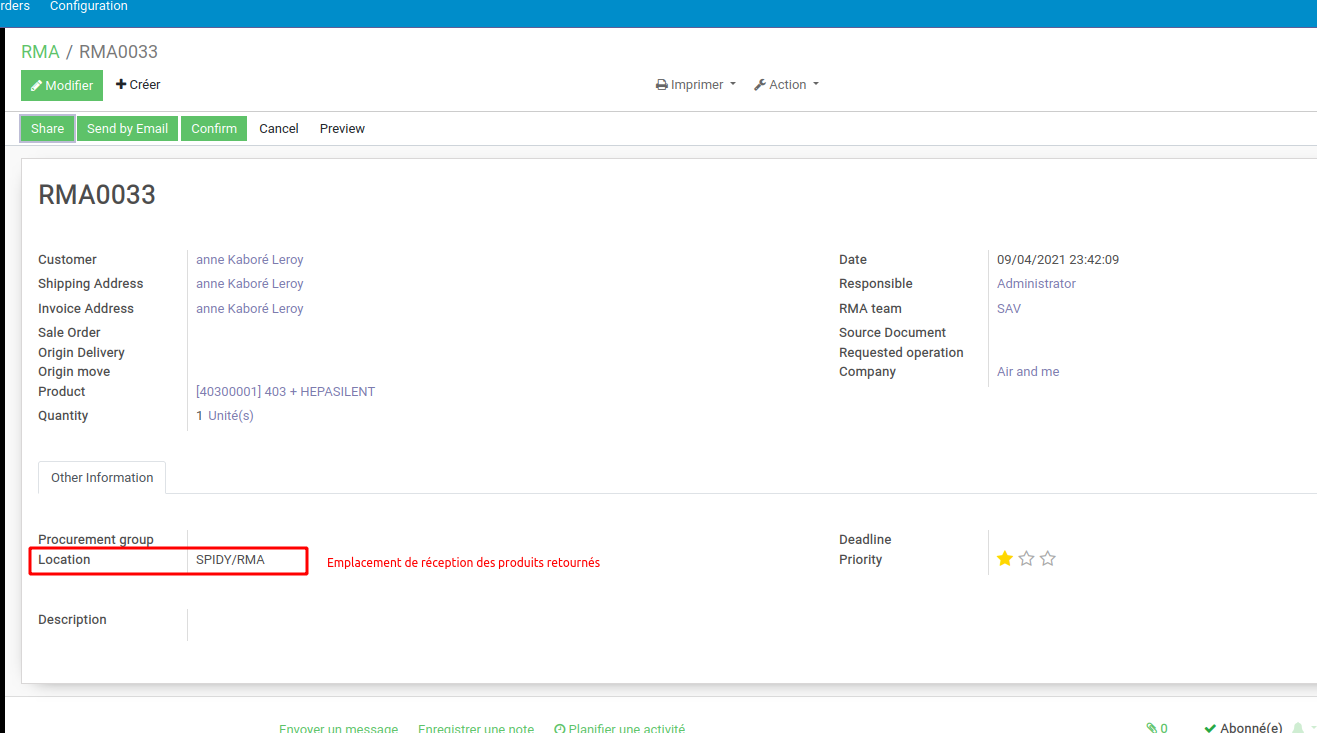 rders Configuration
RMA / RMA0033
Modifier Créer
Imprimer Action
Share Send by Email Confirm Cancel Preview
RMA0033
Customer anne Kaboré Leroy
Shipping Address anne Kaboré Leroy
Invoice Address anne Kaboré Leroy
Sale Order
Origin Delivery
Origin move
Product [40300001] 403 + HEPASILENT
Quantity 1 Unité(s)
Date 09/04/2021 23:42:09
Responsible Administrator
RMA team SAV
Source Document
Requested operation
Company Air and me
Other Information
Procurement group
Location SPIDY/RMA Emplacement de réception des produits retournés
Deadline
Priority
Description
Envoyer un message Enregistrer une note Planifier une activité
0 Abonné(e)